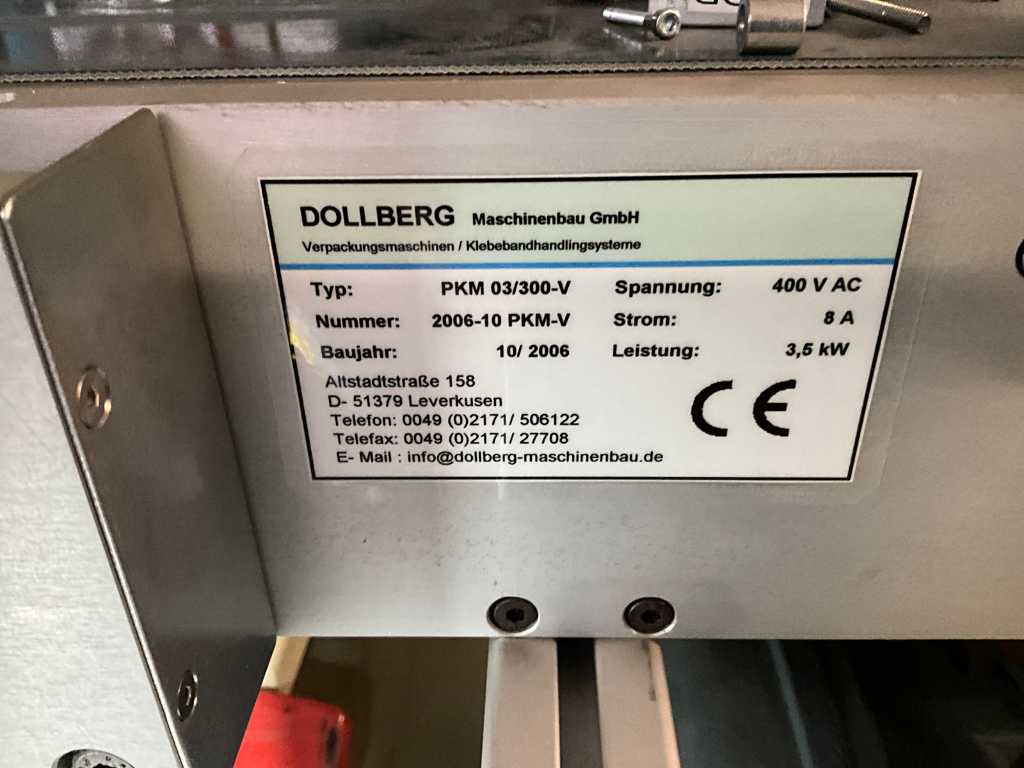 DOLLBERG Maschinenbau GmbH
Verpackungsmaschinen / Klebebandhandlingsysteme
Typ: PKM 03/300-V Spannung: 400 V AC
Nummer: 2006-10 PKM-V Strom: 8 A
Baujahr: 10/ 2006 Leistung: 3,5 kW
Altstadtstraße 158
D- 51379 Leverkusen
Telefon: 0049 (0)2171/ 506122
Telefax: 0049 (0)2171/ 27708
E- Mail : info@dollberg-maschinenbau.de
CE